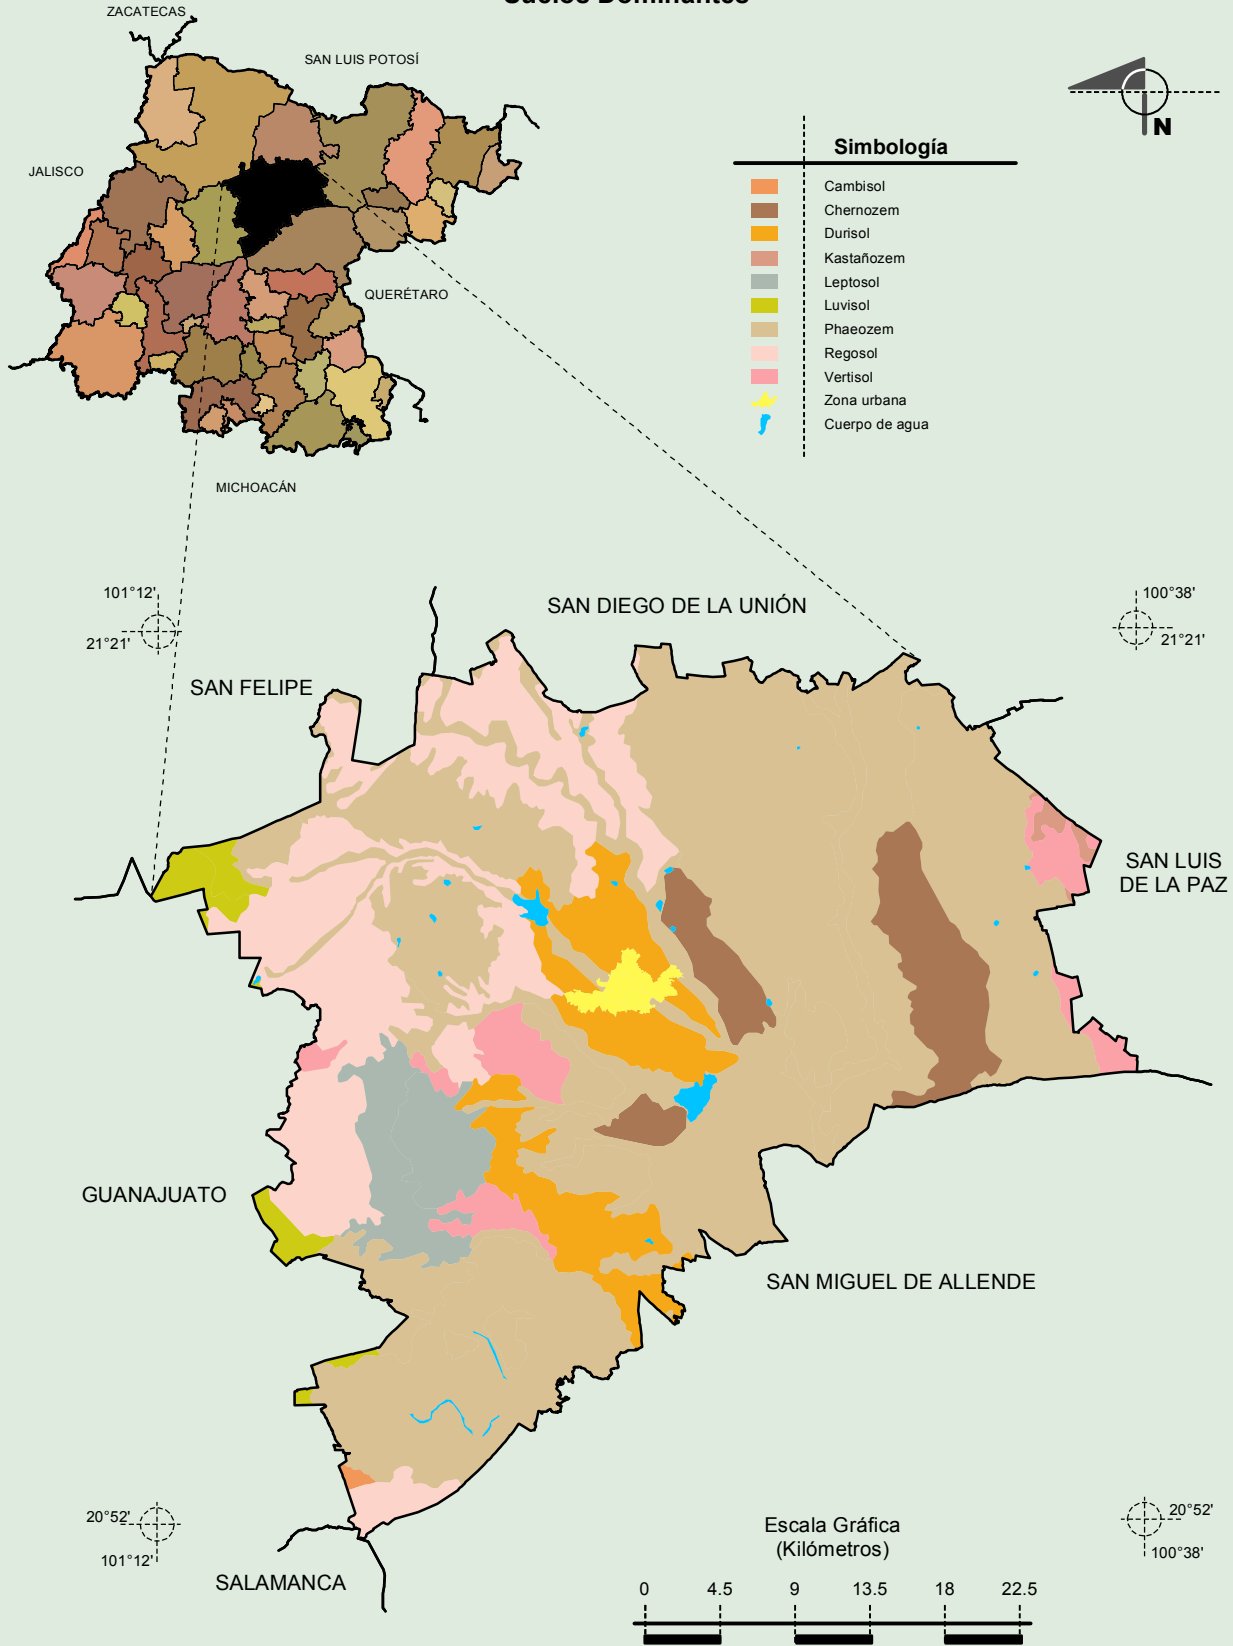 Suelos Dominantes
ZACATECAS
SAN LUIS POTOSÍ
JALISCO
QUERÉTARO
MICHOACÁN
N
Simbología
Cambisol
Chernozem
Durisol
Kastañozem
Leptosol
Luvisol
Phaeozem
Regosol
Vertisol
Zona urbana
Cuerpo de agua
101°12'
21°21'
100°38'
21°21'
SAN DIEGO DE LA UNIÓN
SAN FELIPE
SAN LUIS
DE LA PAZ
GUANAJUATO
SAN MIGUEL DE ALLENDE
20°52'
101°12'
SALAMANCA
20°52'
100°38'
Escala Gráfica
(Kilómetros)
0 4.5 9 13.5 18 22.5